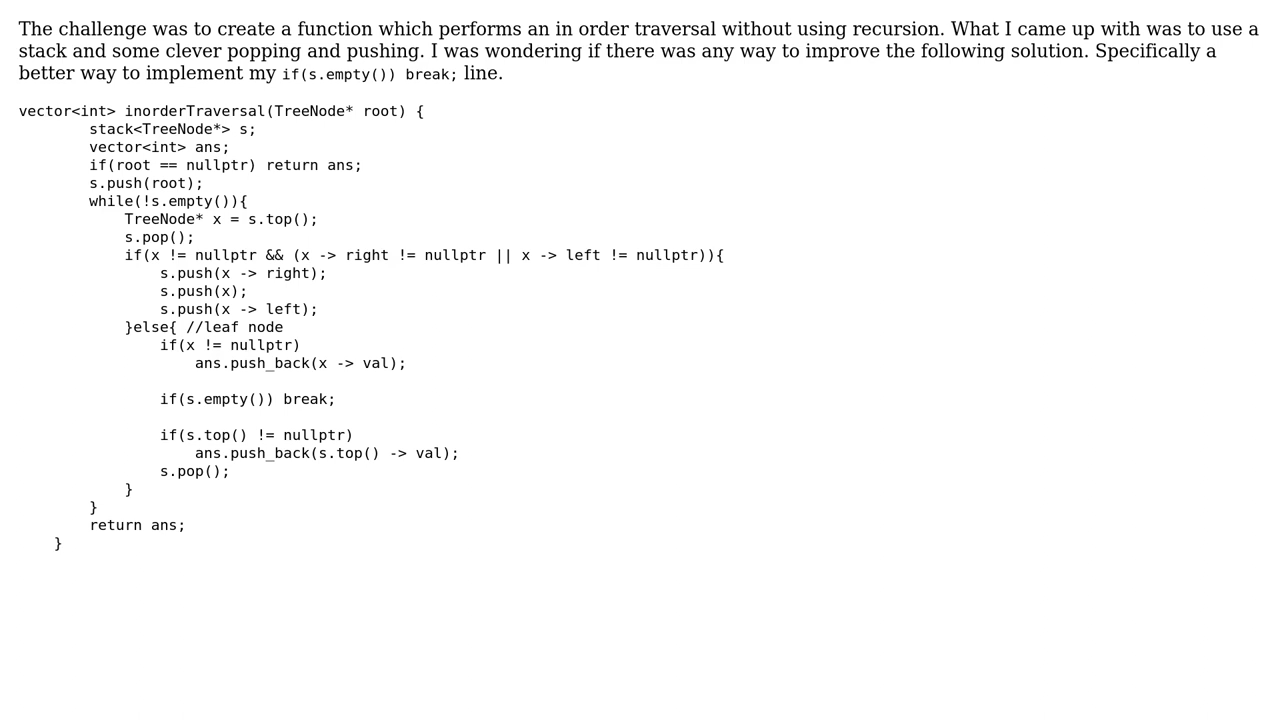 The challenge was to create a function which performs an in order traversal without using recursion. What I came up with was to use a
stack and some clever popping and pushing. I was wondering if there was any way to improve the following solution. Specifically a
better way to implement my if(s.empty()) break; line.
vector<int> inorderTraversal(TreeNode* root) {
        stack<TreeNode*> s;
        vector<int> ans;
        if(root == nullptr) return ans;
        s.push(root);
        while(!s.empty()){
            TreeNode* x = s.top();
            s.pop();
            if(x != nullptr && (x -> right != nullptr || x -> left != nullptr)){
                s.push(x -> right);
                s.push(x);
                s.push(x -> left);
            }else{ //leaf node
                if(x != nullptr)
                    ans.push_back(x -> val);
                if(s.empty()) break;
                if(s.top() != nullptr)
                    ans.push_back(s.top() -> val);
                s.pop();
            }
        }
        return ans;
    }